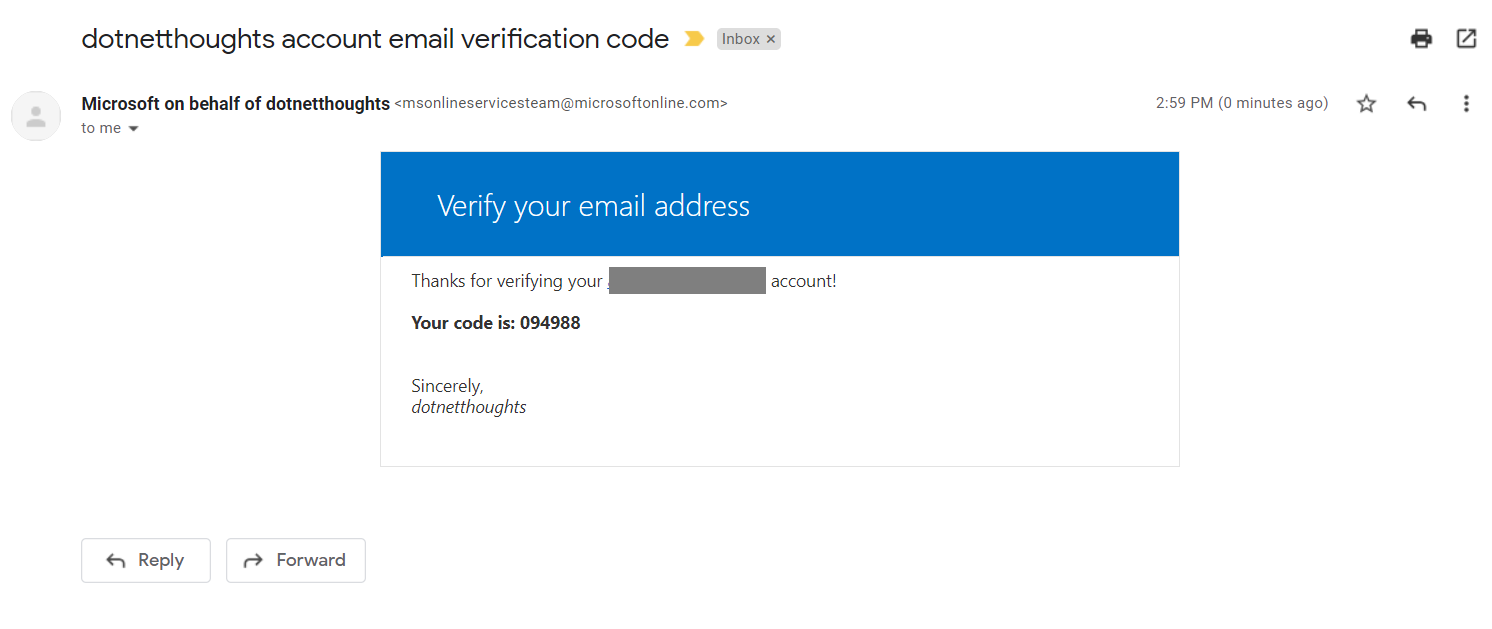 dotnetthoughts account email verification code Inbox ×
Microsoft on behalf of dotnetthoughts <msonlineservicesteam@microsoftonline.com> 2:59 PM (0 minutes ago)
to me
Verify your email address
Thanks for verifying your account!
Your code is: 094988
Sincerely,
dotnetthoughts
Reply Forward